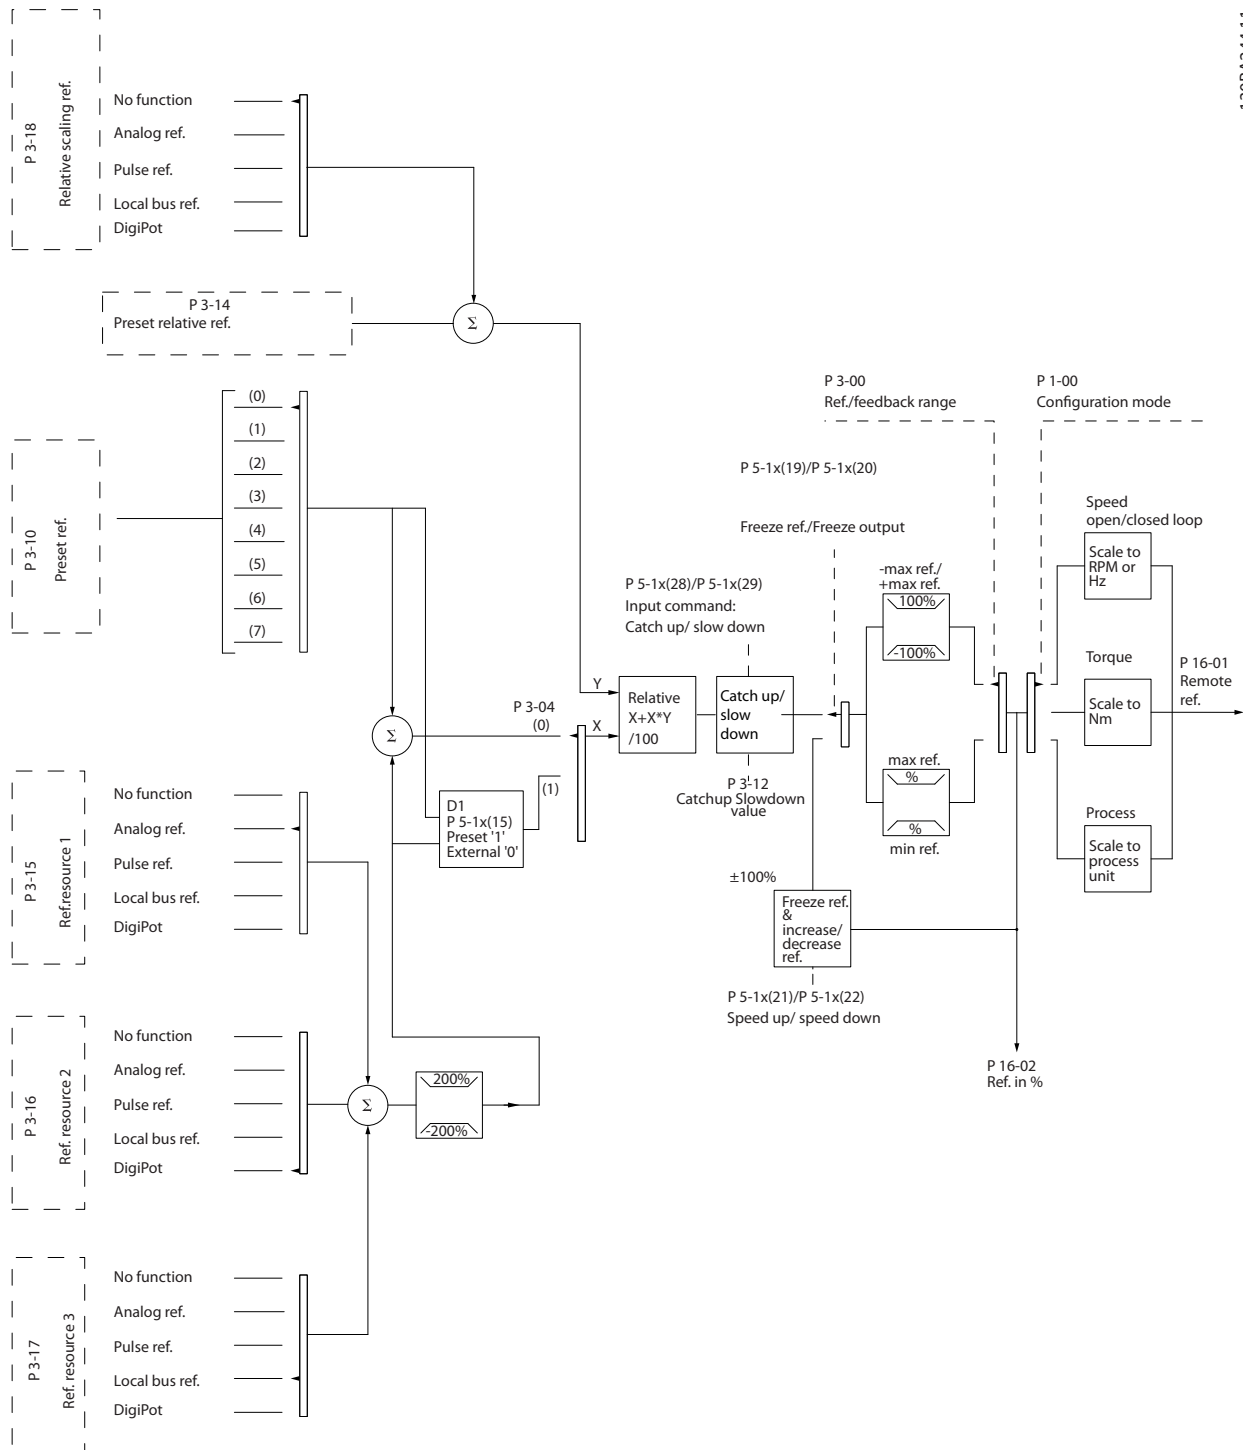 P 3-18
Relative scaling ref.
No function
Analog ref.
Pulse ref.
Local bus ref.
DigiPot
P 3-14
Preset relative ref.
Σ
P 3-10
Preset ref.
(0)
(1)
(2)
(3)
(4)
(5)
(6)
(7)
Σ
P 3-04
(0)
(1)
D1
P 5-1x(15)
Preset '1'
External '0'
Y
X
Relative
X+X*Y
/100
P 5-1x(28)/P 5-1x(29)
Input command:
Catch up/ slow down
Catch up/
slow
down
P 3-12
Catchup Slowdown
value
P 5-1x(19)/P 5-1x(20)
Freeze ref./Freeze output
±100%
Freeze ref.
&
increase/
decrease
ref.
P 5-1x(21)/P 5-1x(22)
Speed up/ speed down
P 3-00
Ref./feedback range
-max ref./
+max ref.
100%
-100%
max ref.
%
%
min ref.
P 1-00
Configuration mode
Speed
open/closed loop
Scale to
RPM or
Hz
Torque
Scale to
Nm
Process
Scale to
process
unit
P 16-01
Remote
ref.
P 16-02
Ref. in %
P 3-15
Ref.resource 1
No function
Analog ref.
Pulse ref.
Local bus ref.
DigiPot
P 3-16
Ref. resource 2
No function
Analog ref.
Pulse ref.
Local bus ref.
DigiPot
Σ
200%
-200%
P 3-17
Ref. resource 3
No function
Analog ref.
Pulse ref.
Local bus ref.
DigiPot